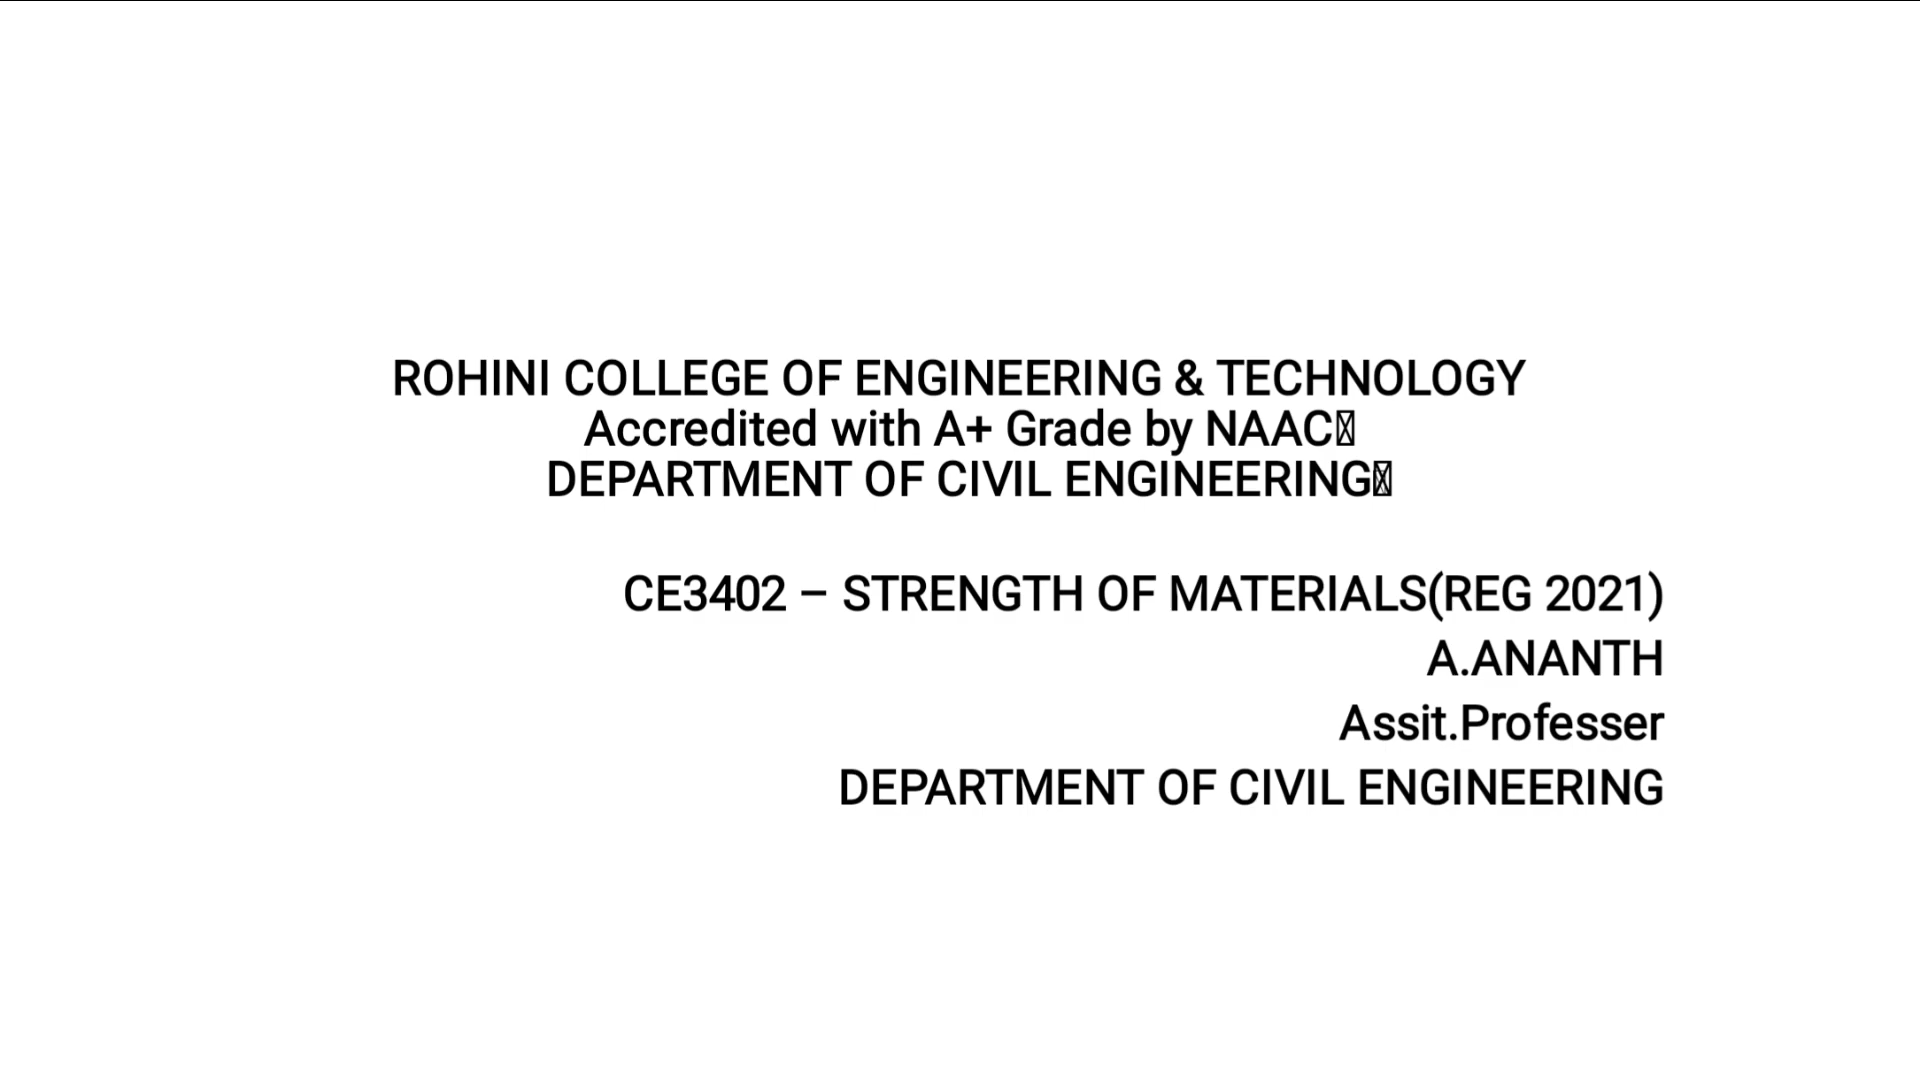 ROHINI COLLEGE OF ENGINEERING & TECHNOLOGY
Accredited with A+ Grade by NAAC
DEPARTMENT OF CIVIL ENGINEERING
CE3402 – STRENGTH OF MATERIALS(REG 2021)
A.ANANTH
Assit.Professer
DEPARTMENT OF CIVIL ENGINEERING